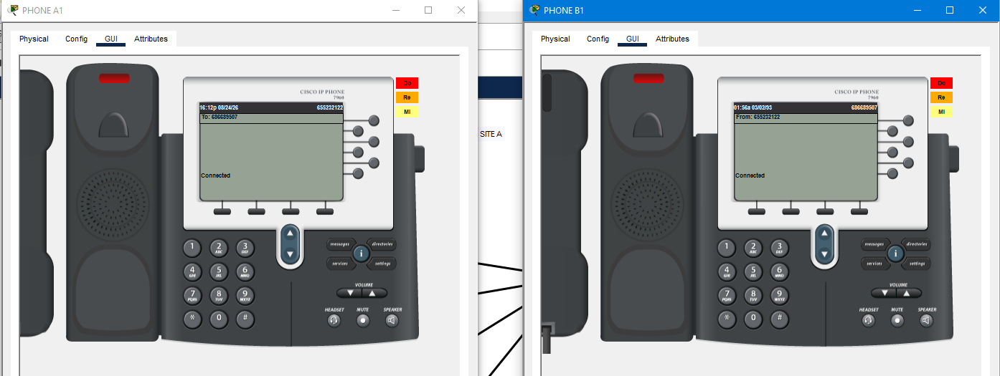 PHONE A1
Physical Config GUI Attributes
CISCO IP PHONE
7960
16:12p 08/24/26 655232122
To: 686689507
Connected
Do
Re
Mi
1
2 ABC
3 DEF
4 GHI
5 JKL
6 MNO
7 PQRS
8 TUV
9 WXYZ
*
0
#
messages
directories
i
services
settings
VOLUME
HEADSET MUTE SPEAKER
SITE A
PHONE B1
Physical Config GUI Attributes
CISCO IP PHONE
7960
01:56a 03/02/93 686689507
From: 655232122
Connected
Do
Re
Mi
1
2 ABC
3 DEF
4 GHI
5 JKL
6 MNO
7 PQRS
8 TUV
9 WXYZ
*
0
#
messages
directories
i
services
settings
VOLUME
HEADSET MUTE SPEAKER